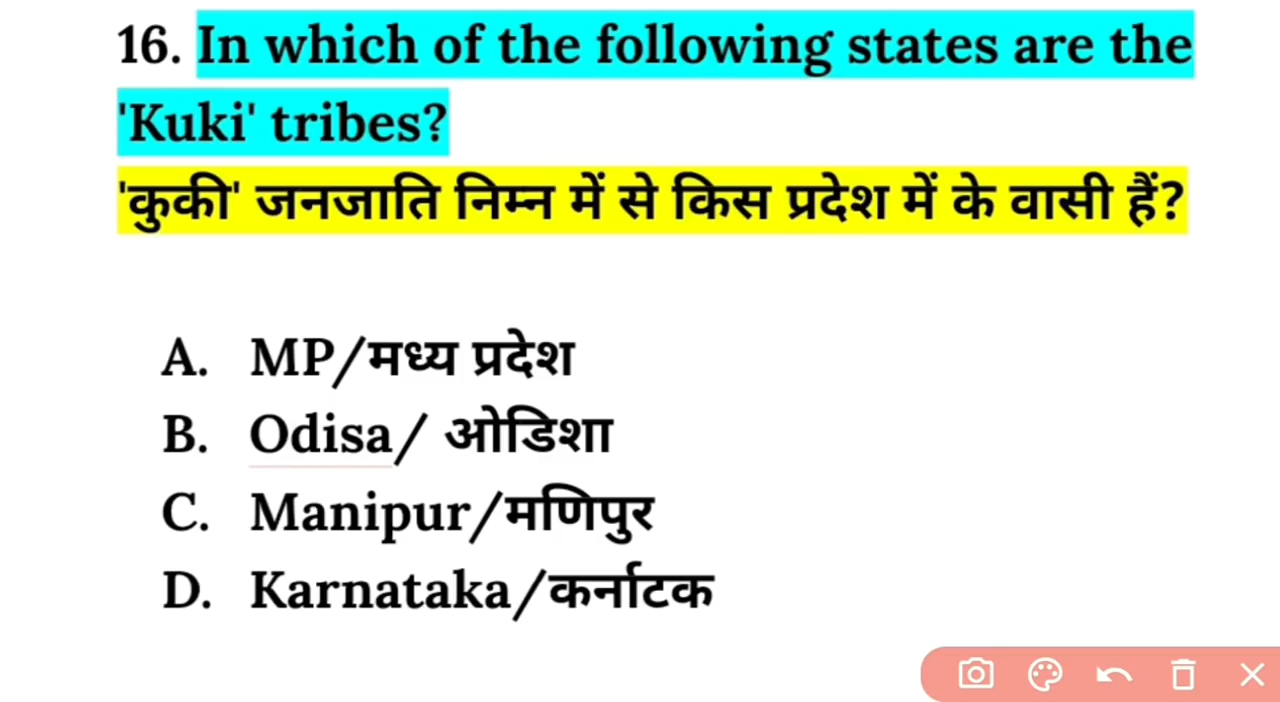 16. In which of the following states are the
'Kuki' tribes?
'कुकी' जनजाति निम्न में से किस प्रदेश में के वासी हैं?
A. MP/मध्य प्रदेश
B. Odisa/ ओडिशा
C. Manipur/मणिपुर
D. Karnataka/कर्नाटक